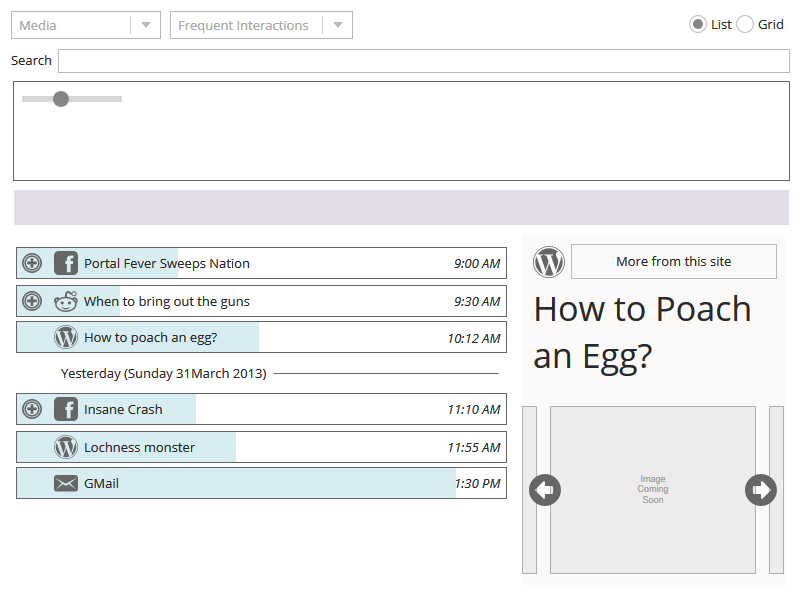 Media
Frequent Interactions
List
Grid
Search
Portal Fever Sweeps Nation 9:00 AM
When to bring out the guns 9:30 AM
How to poach an egg? 10:12 AM
Yesterday (Sunday 31March 2013)
Insane Crash 11:10 AM
Lochness monster 11:55 AM
GMail 1:30 PM
More from this site
How to Poach
an Egg?
Image
Coming
Soon